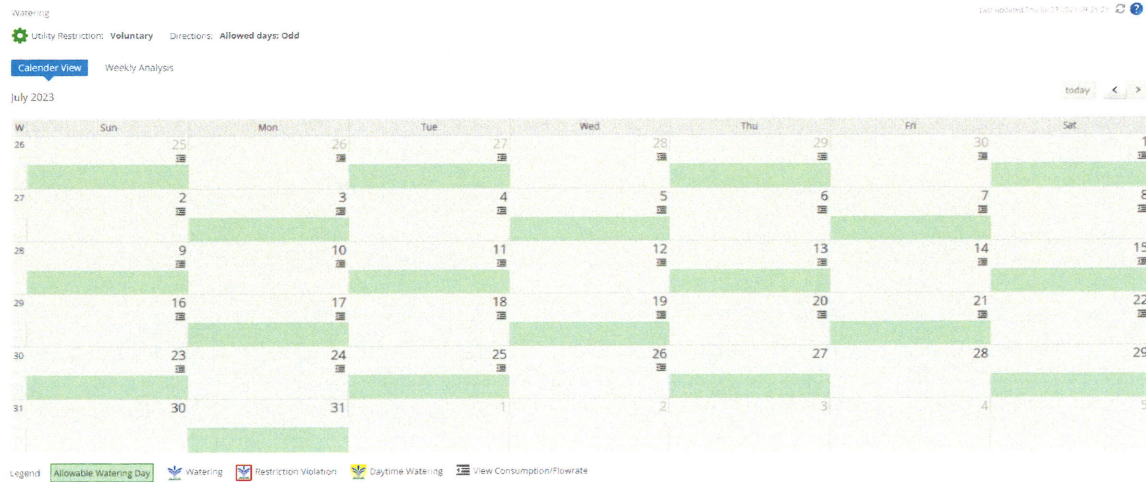 Watering
Utility Restriction: Voluntary Directions: Allowed days: Odd
Calender View Weekly Analysis
July 2023 today < >
W Sun Mon Tue Wed Thu Fri Sat
26 25 26 27 28 29 30 1
27 2 3 4 5 6 7 8
28 9 10 11 12 13 14 15
29 16 17 18 19 20 21 22
30 23 24 25 26 27 28 29
31 30 31 1 2 3 4 5
Legend Allowable Watering Day Watering Restriction Violation Daytime Watering View Consumption/Flowrate